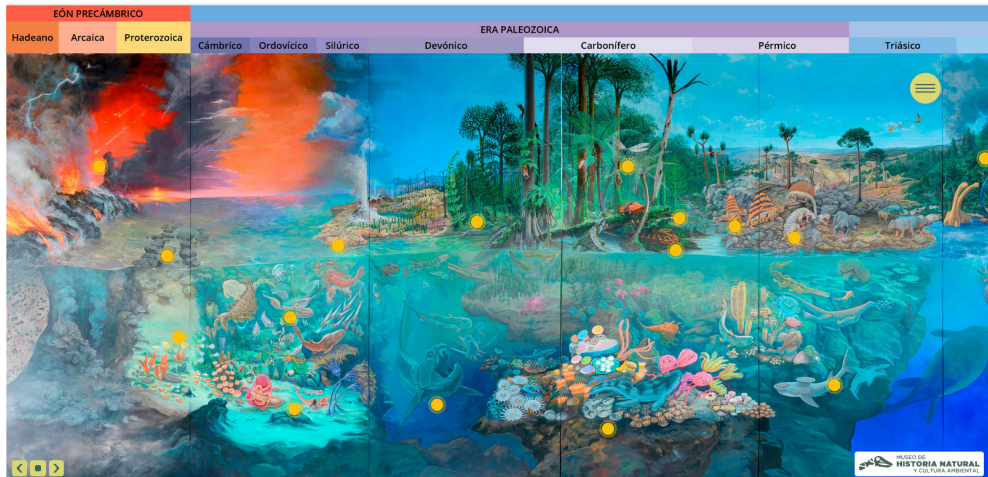 EÓN PRECÁMBRICO
ERA PALEOZOICA
Hadeano Arcaica Proterozoica
Cámbrico Ordovícico Silúrico Devónico Carbonífero Pérmico Triásico
MUSEO DE
HISTORIA NATURAL
Y CULTURA AMBIENTAL